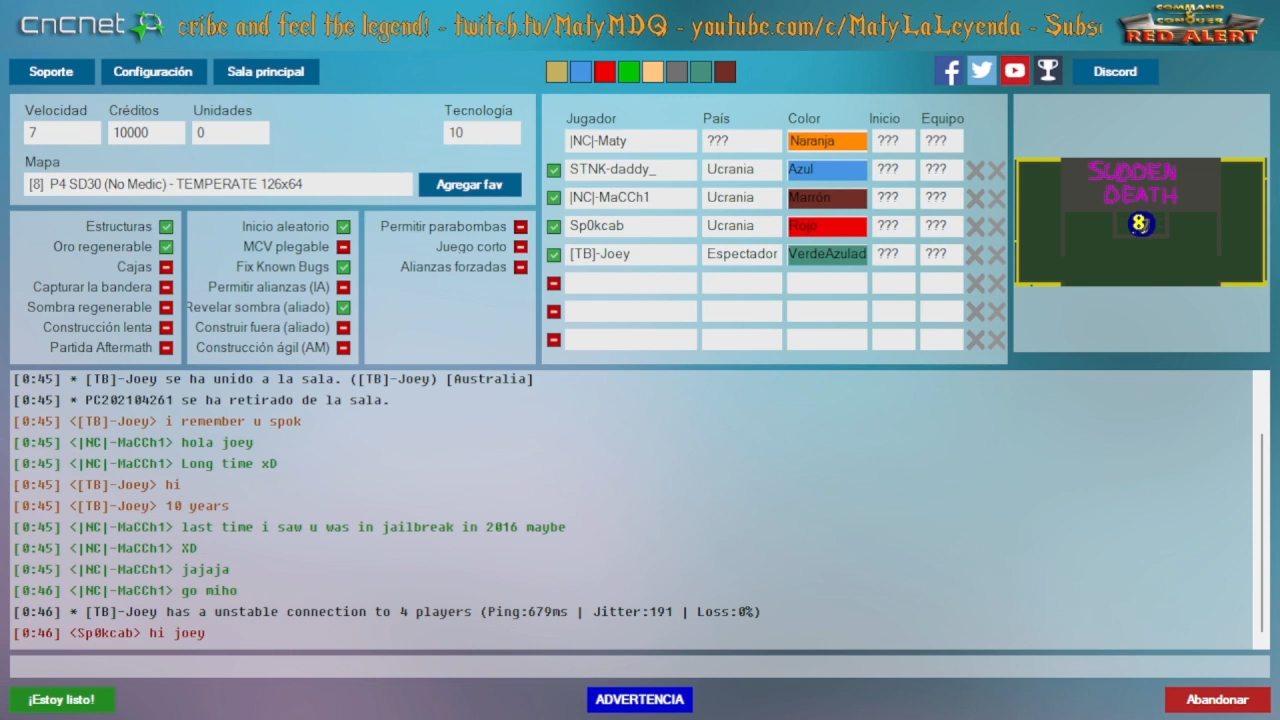 cncnet cribe and feel the legend! - twitch.tv/MatyMDQ - youtube.com/c/MatyLaLeyenda - Subs
COMMAND & CONQUER RED ALERT
Soporte Configuración Sala principal Discord
Velocidad Créditos Unidades Tecnología
7 10000 0 10
Mapa
[8] P4 SD30 (No Medic) - TEMPERATE 126x64 Agregar fav
Estructuras Inicio aleatorio Permitir parabombas
Oro regenerable MCV plegable Juego corto
Cajas Fix Known Bugs Alianzas forzadas
Capturar la bandera Permitir alianzas (IA)
Sombra regenerable Revelar sombra (aliado)
Construcción lenta Construir fuera (aliado)
Partida Aftermath Construcción ágil (AM)
Jugador País Color Inicio Equipo
|NC|-Maty ??? Naranja ??? ???
STNK-daddy_ Ucrania Azul ??? ???
|NC|-MaCCh1 Ucrania Marrón ??? ???
Sp0kcab Ucrania Rojo ??? ???
[TB]-Joey Espectador VerdeAzulad ??? ???
SUDDEN
DEATH
8
[0:45] * [TB]-Joey se ha unido a la sala. ([TB]-Joey) [Australia]
[0:45] * PC202104261 se ha retirado de la sala.
[0:45] <[TB]-Joey> i remember u spok
[0:45] <|NC|-MaCCh1> hola joey
[0:45] <|NC|-MaCCh1> Long time xD
[0:45] <[TB]-Joey> hi
[0:45] <[TB]-Joey> 10 years
[0:45] <|NC|-MaCCh1> last time i saw u was in jailbreak in 2016 maybe
[0:45] <|NC|-MaCCh1> XD
[0:45] <|NC|-MaCCh1> jajaja
[0:46] <|NC|-MaCCh1> go miho
[0:46] * [TB]-Joey has a unstable connection to 4 players (Ping:679ms | Jitter:191 | Loss:0%)
[0:46] <Sp0kcab> hi joey
¡Estoy listo! ADVERTENCIA Abandonar